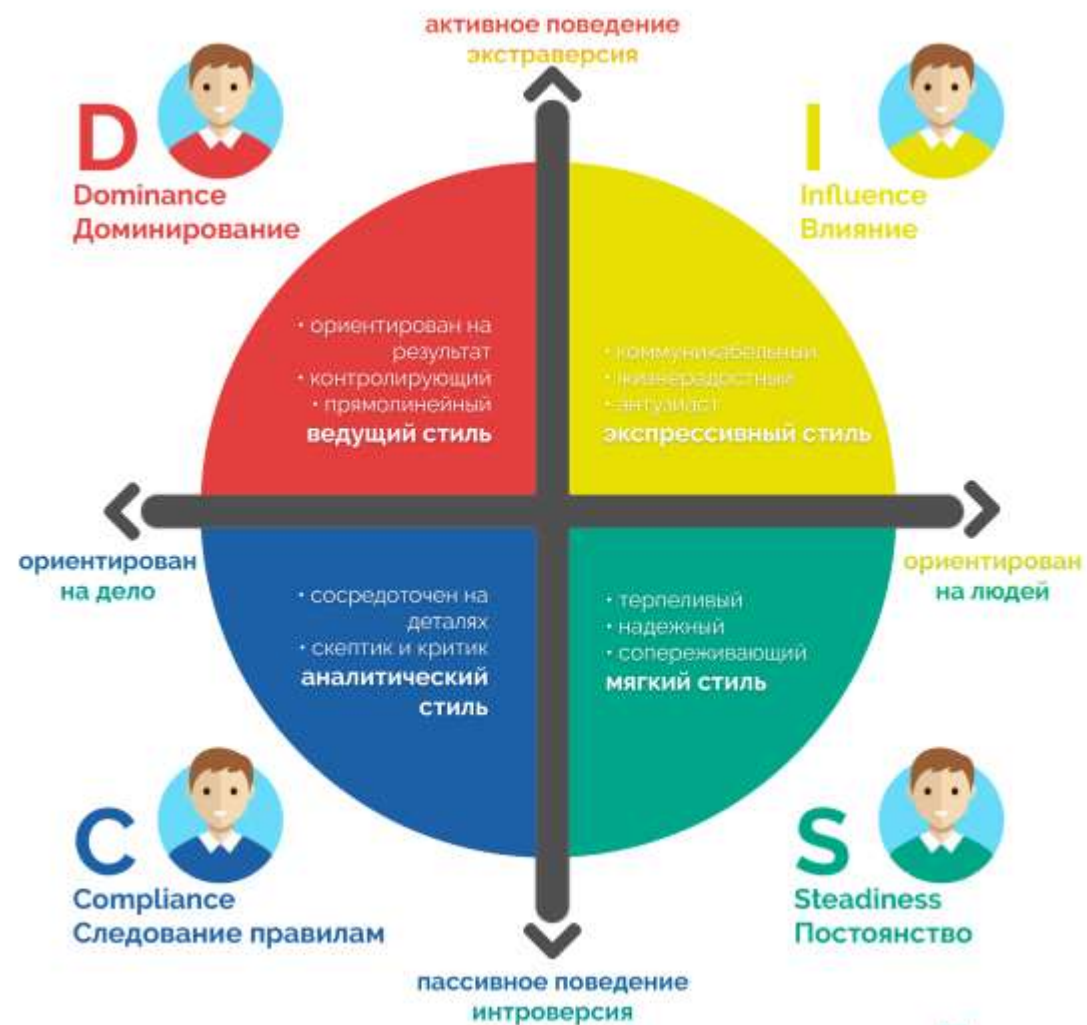 активное поведение
экстраверсия
D
Dominance
Доминирование
I
Influence
Влияние
• ориентирован на
результат
• контролирующий
• прямолинейный
ведущий стиль
• коммуникабельный
• жизнерадостный
• энтузиаст
экспрессивный стиль
ориентирован
на дело
ориентирован
на людей
• сосредоточен на
деталях
• скептик и критик
аналитический
стиль
• терпеливый
• надежный
• сопереживающий
мягкий стиль
C
Compliance
Следование правилам
S
Steadiness
Постоянство
пассивное поведение
интроверсия